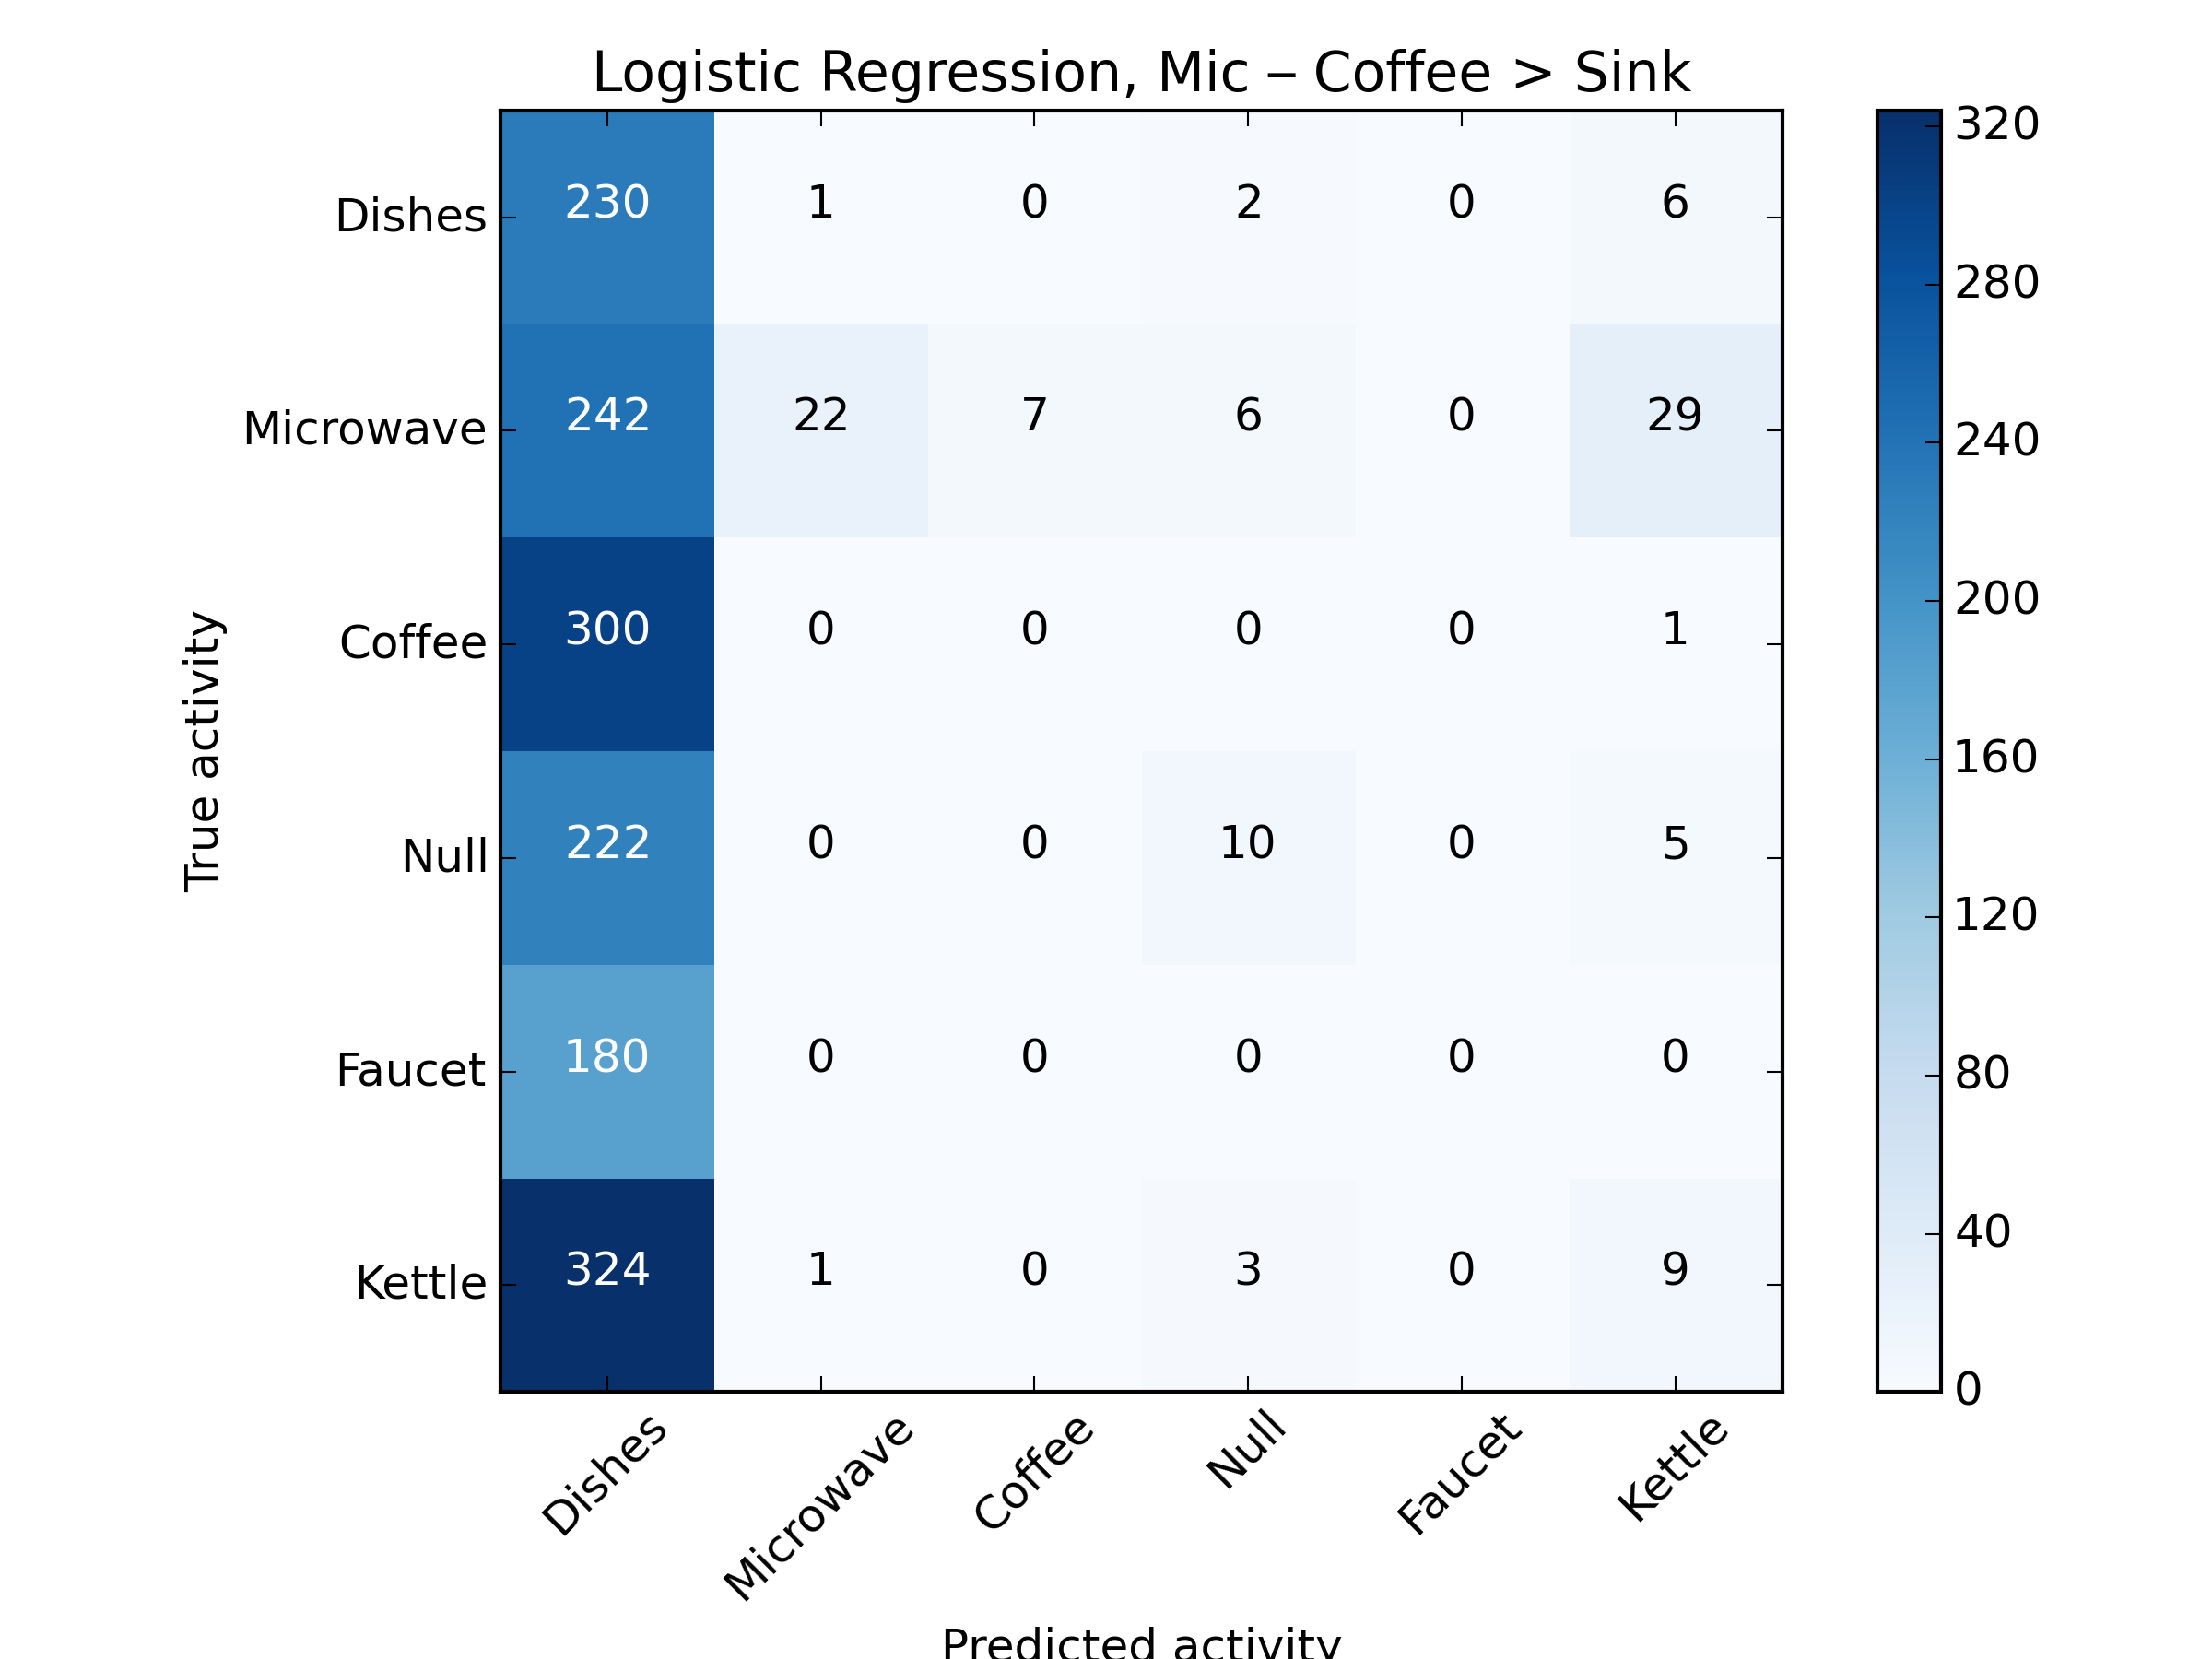 Logistic Regression, Mic – Coffee > Sink
Dishes 230 1 0 2 0 6
Microwave 242 22 7 6 0 29
Coffee 300 0 0 0 0 1
Null 222 0 0 10 0 5
Faucet 180 0 0 0 0 0
Kettle 324 1 0 3 0 9
True activity
Dishes Microwave Coffee Null Faucet Kettle
Predicted activity
320
280
240
200
160
120
80
40
0